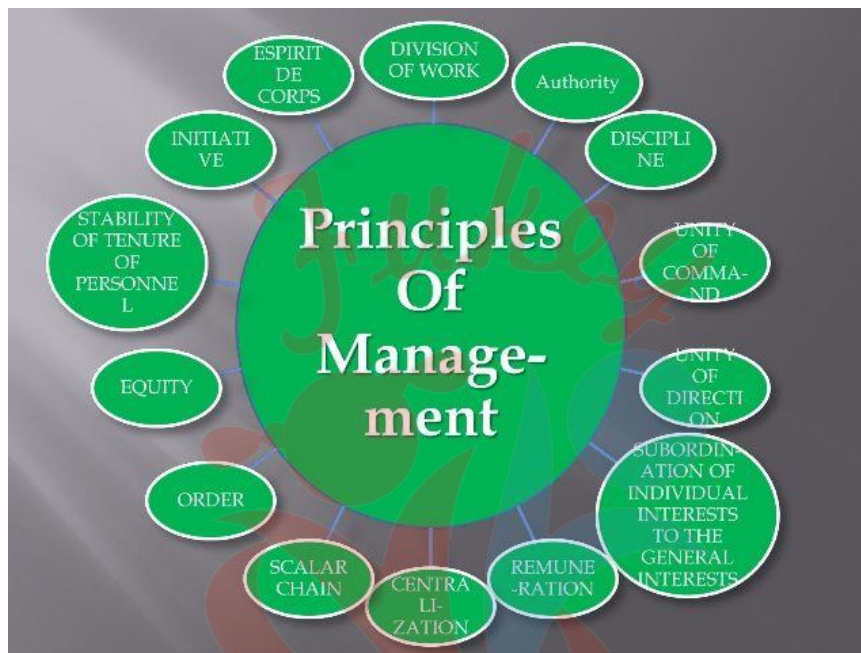 Principles
Of
Manage-
ment
DIVISION
OF WORK
Authority
DISCIPLI
NE
UNITY
OF
COMMA-
ND
UNITY
OF
DIRECTI
ON
SUBORDIN-
ATION OF
INDIVIDUAL
INTERESTS
TO THE
GENERAL
INTERESTS
REMUNE
-RATION
CENTRA
LI-
ZATION
SCALAR
CHAIN
ORDER
EQUITY
STABILITY
OF TENURE
OF
PERSONNE
L
INITIATI
VE
ESPIRIT
DE
CORPS